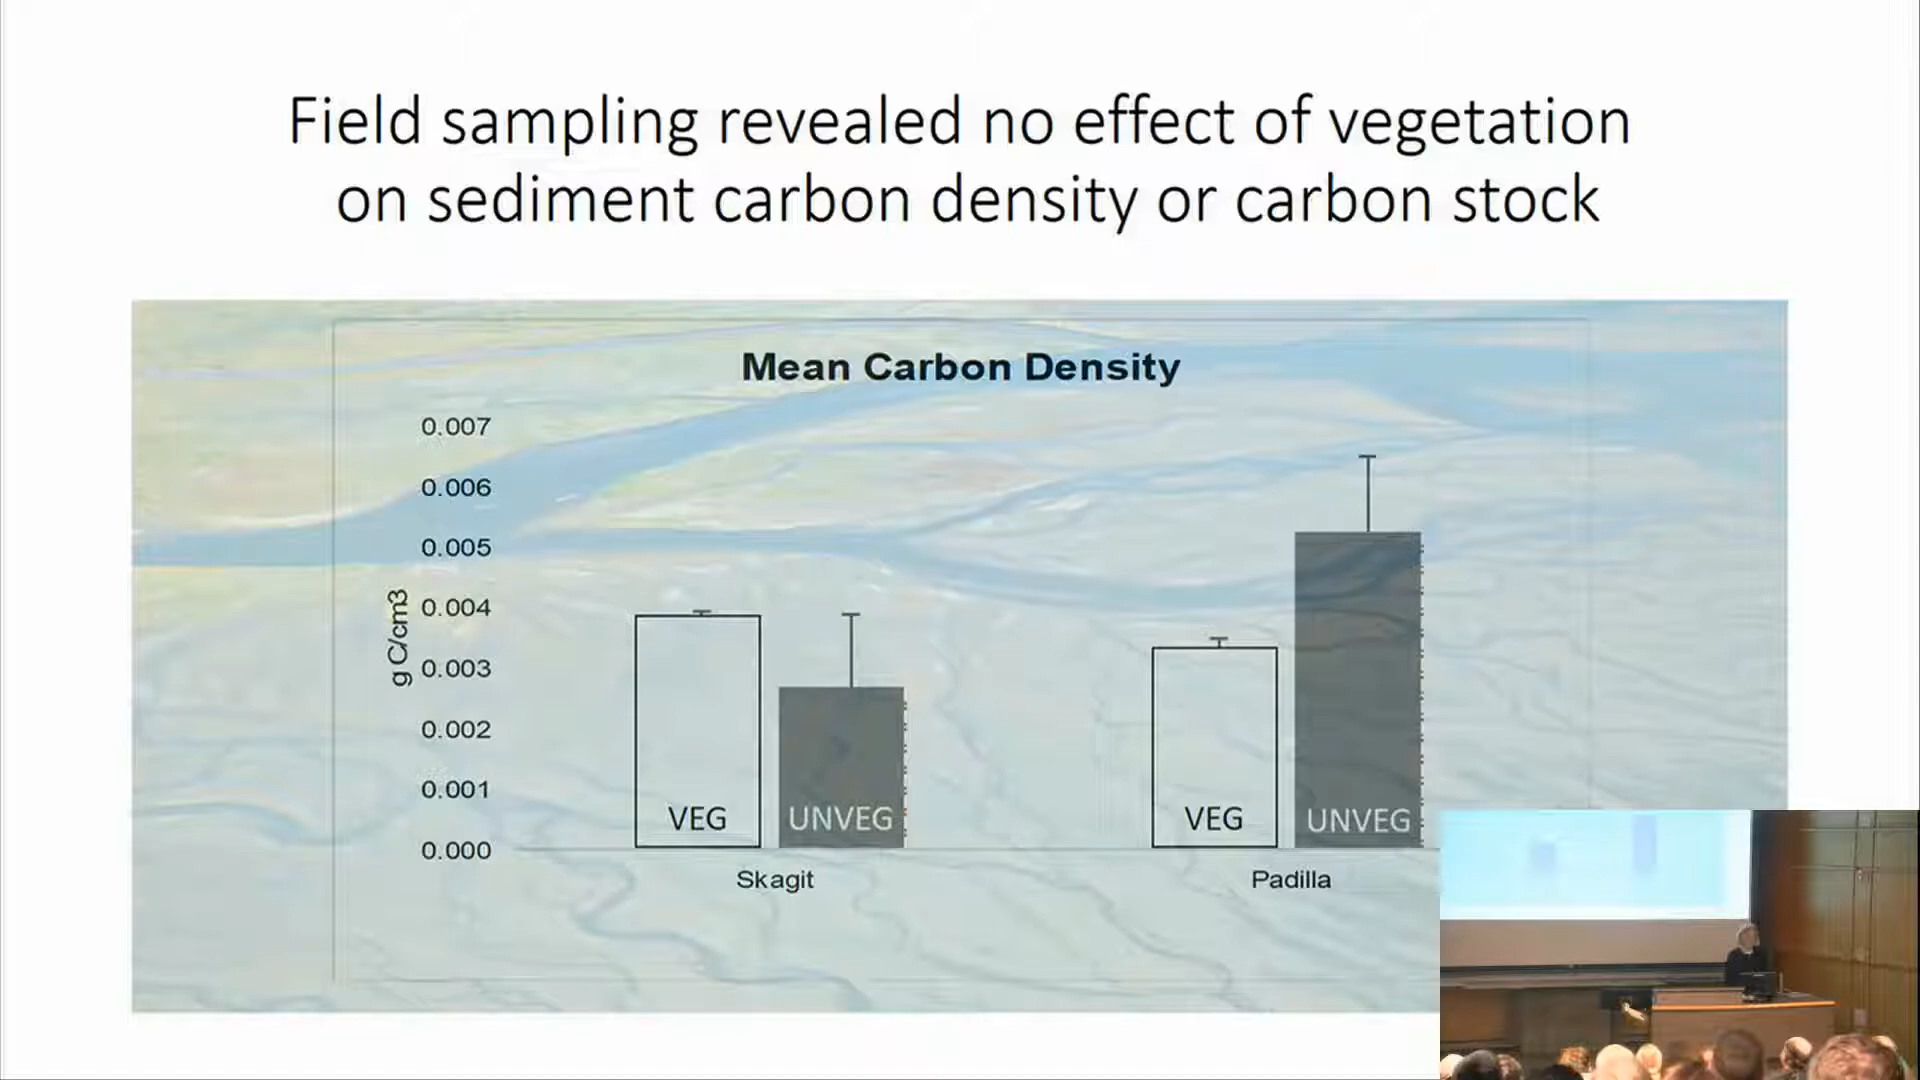 Field sampling revealed no effect of vegetation
on sediment carbon density or carbon stock
Mean Carbon Density
0.007
0.006
0.005
0.004
0.003
0.002
0.001
0.000
g C/cm3
VEG
UNVEG
VEG
UNVEG
Skagit
Padilla